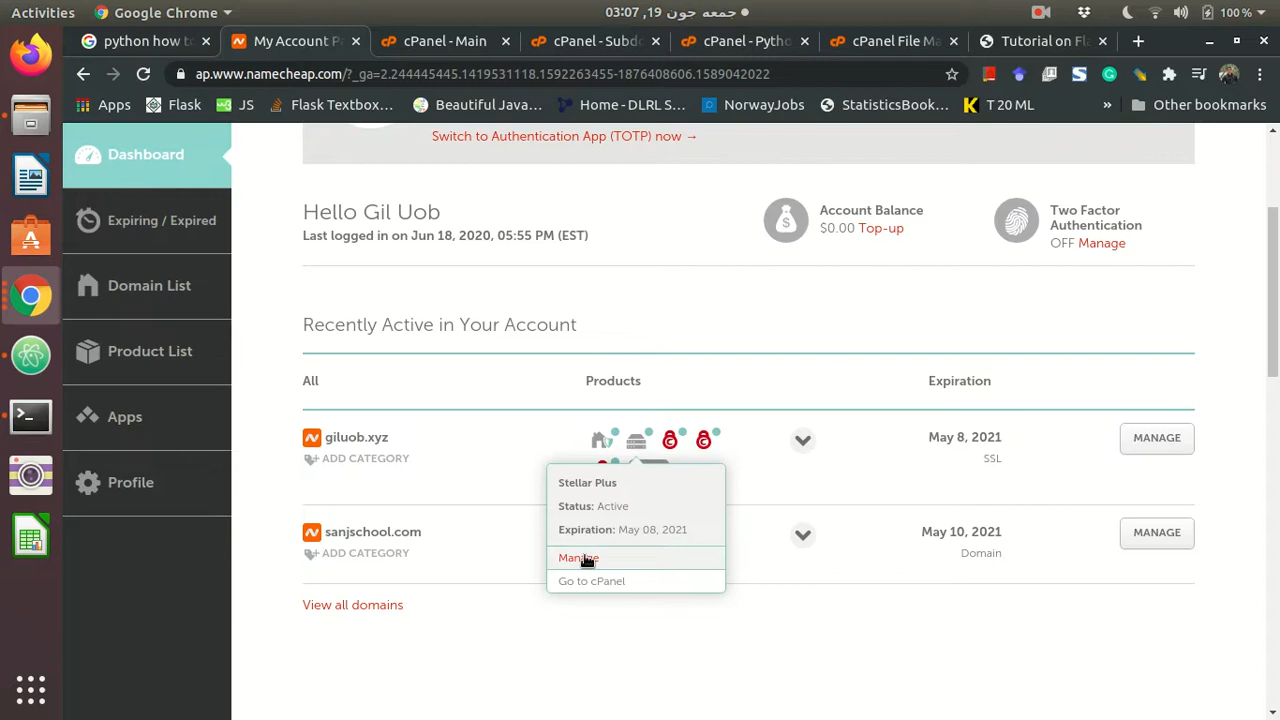 Activities
Google Chrome
جمعه جون 19, 03:07
100 %
python how to
My Account P
cPanel - Main
cPanel - Subdo
cPanel - Pytho
cPanel File Ma
Tutorial on Fla
ap.www.namecheap.com/?_ga=2.244445445.1419531118.1592263455-1876408606.1589042022
Apps
Flask
JS
Flask Textbox...
Beautiful Java...
Home - DLRL S...
NorwayJobs
StatisticsBook...
T 20 ML
»
Other bookmarks
Switch to Authentication App (TOTP) now →
Dashboard
Expiring / Expired
Domain List
Product List
Apps
Profile
Hello Gil Uob
Last logged in on Jun 18, 2020, 05:55 PM (EST)
Account Balance
$0.00 Top-up
Two Factor
Authentication
OFF Manage
Recently Active in Your Account
All
Products
Expiration
giluob.xyz
ADD CATEGORY
May 8, 2021
SSL
MANAGE
Stellar Plus
Status: Active
Expiration: May 08, 2021
Manage
Go to cPanel
sanjschool.com
ADD CATEGORY
May 10, 2021
Domain
MANAGE
View all domains